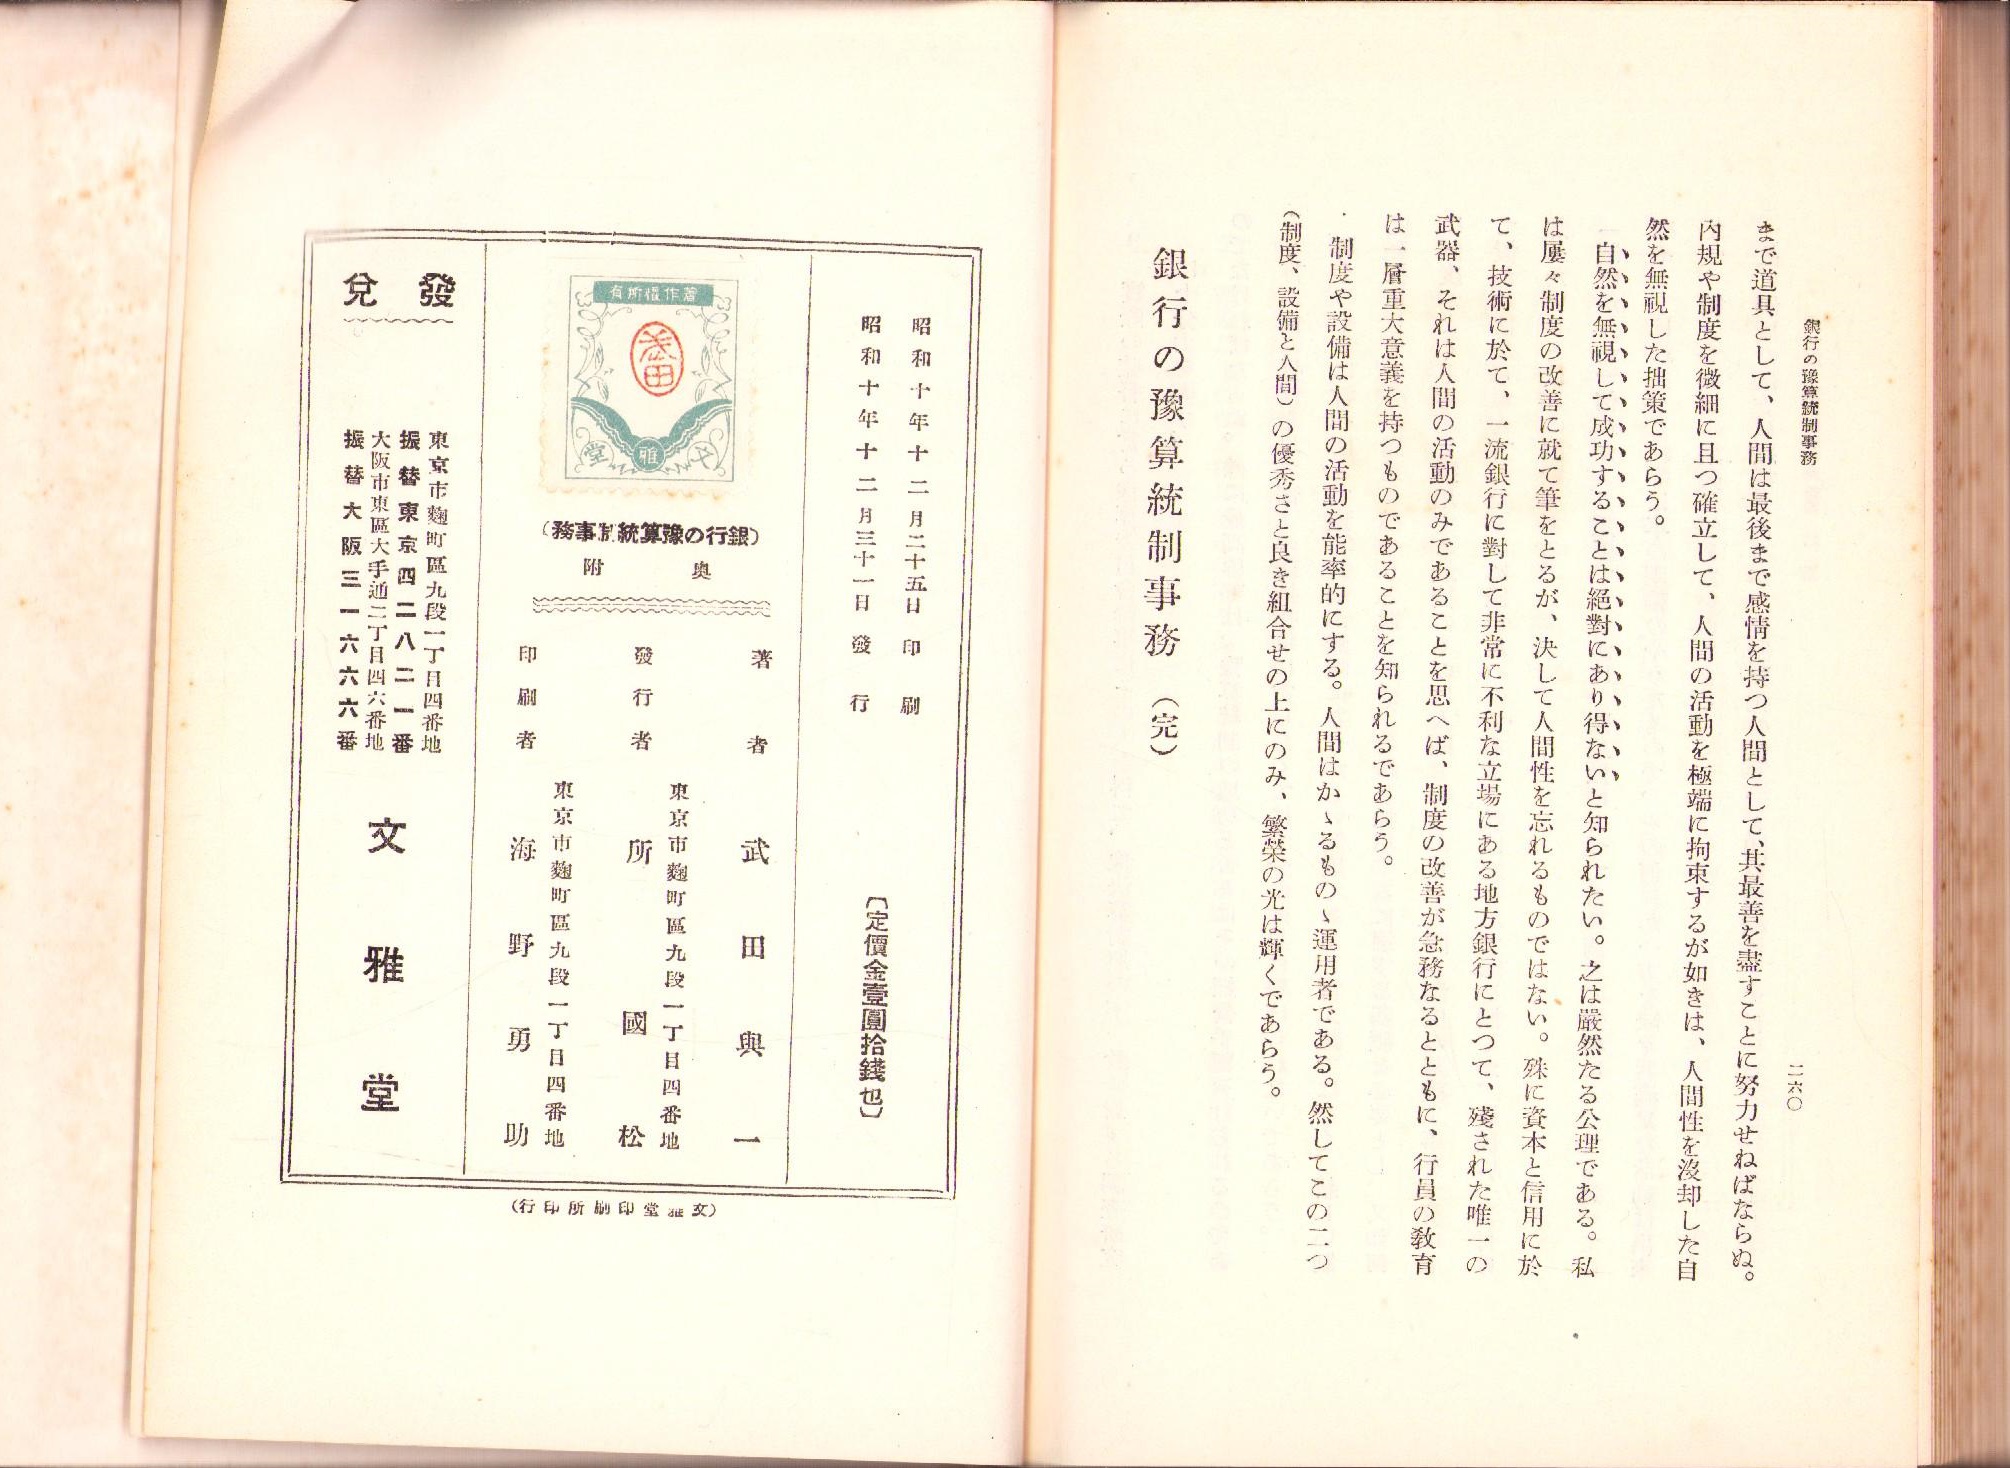 銀行の豫算統制事務
二六〇
まで道具として、人間は最後まで感情を持つ人間として、其最善を盡すことに努力せねばならぬ。
內規や制度を微細に且つ確立して、人間の活動を極端に拘束するが如きは、人間性を沒却した自
然を無視した拙策であらう。
自然を無視して成功することは絕對にあり得ないと知られたい。之は嚴然たる公理である。私
は屢々制度の改善に就て筆をとるが、決して人間性を忘れるものではない。殊に資本と信用に於
て、技術に於て、一流銀行に對して非常に不利な立場にある地方銀行にとつて、殘された唯一の
武器、それは人間の活動のみであることを思へば、制度の改善が急務なるとともに、行員の敎育
は一層重大意義を持つものであることを知られるであらう。
制度や設備は人間の活動を能率的にする。人間はかゝるものゝ運用者である。然してこの二つ
(制度、設備と人間)の優秀さと良き組合せの上にのみ、繁榮の光は輝くであらう。
銀行の豫算統制事務 (完)
昭和十年十二月二十五日 印刷
昭和十年十二月三十一日 發行
〔定價金壹圓拾錢也〕
著作權所有
武田
文雅堂
(銀行の豫算統制事務)
奥附
著者 武田與一
東京市麴町區九段一丁目四番地
發行者 所國松
東京市麴町區九段一丁目四番地
印刷者 海野勇助
發兌
東京市麴町區九段一丁目四番地
振替東京四二八二一番
大阪市東區大手通二丁目四六番地
振替大阪三一六六六番
文雅堂
(文雅堂印刷所印行)